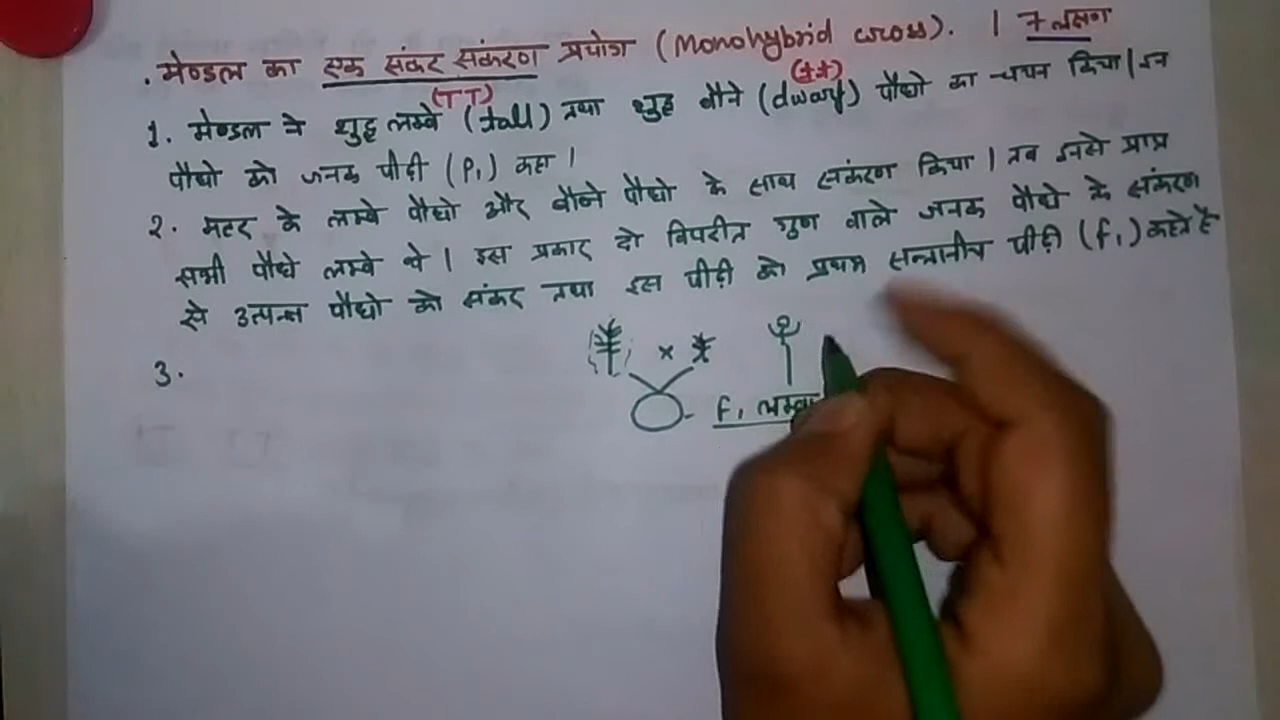 . मेण्डल का एक संकर संकरण प्रयोग (Monohybrid cross). | 7 लक्षण
(TT) (tt)
1. मेण्डल ने शुद्ध लम्बे (tall) तथा शुद्ध बौने (dwarf) पौधो का चयन किया। इन
पौधो को जनक पीढ़ी (P₁) कहा।
2. मटर के लम्बे पौधो और बौने पौधो के साथ संकरण किया। तब इनसे प्राप्त
सभी पौधे लम्बे थे। इस प्रकार दो विपरीत गुण वाले जनक पौधो के संकरण
से उत्पन्न पौधो को संकर तथा इस पीढ़ी को प्रथम सन्तानीय पीढ़ी (F₁) कहते है
3.
×
F₁ लम्बा